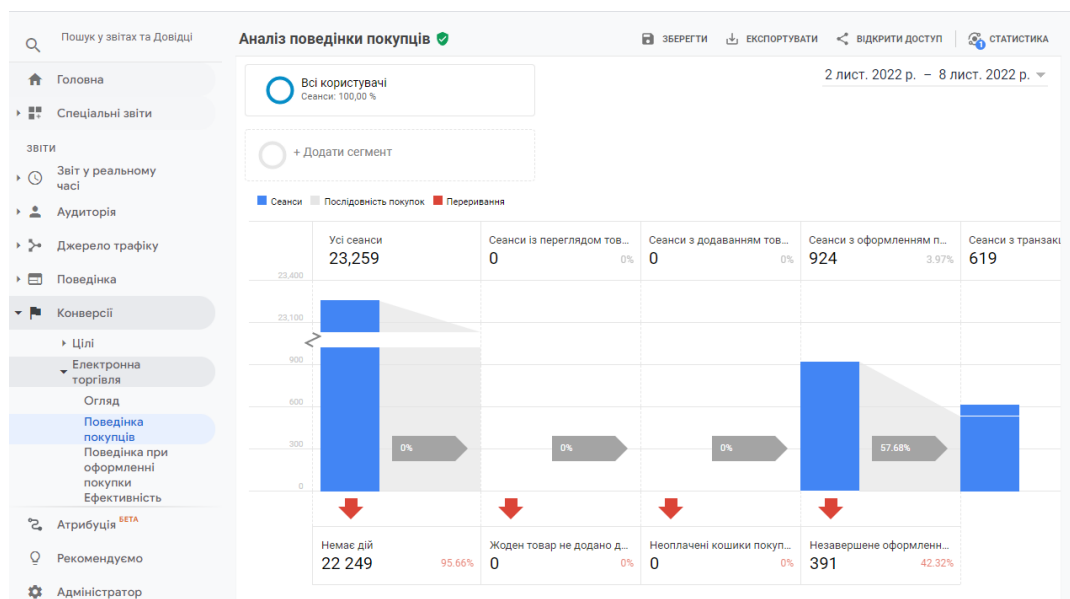 Пошук у звітах та Довідці
Головна
Спеціальні звіти
ЗВІТИ
Звіт у реальному
часі
Аудиторія
Джерело трафіку
Поведінка
Конверсії
Цілі
Електронна
торгівля
Огляд
Поведінка
покупців
Поведінка при
оформленні
покупки
Ефективність
Атрибуція BETA
Рекомендуємо
Адміністратор
Аналіз поведінки покупців
ЗБЕРЕГТИ
ЕКСПОРТУВАТИ
ВІДКРИТИ ДОСТУП
1
СТАТИСТИКА
Всі користувачі
Сеанси: 100,00 %
2 лист. 2022 р. – 8 лист. 2022 р.
+ Додати сегмент
Сеанси Послідовність покупок Переривання
Усі сеанси
23,259
Сеанси із переглядом тов...
0 0%
Сеанси з додаванням тов...
0 0%
Сеанси з оформленням п...
924 3.97%
Сеанси з транзакц
619
23,400
23,100
900
600
300
0
0% 0% 0% 57.68%
Немає дій
22 249 95.66%
Жоден товар не додано д...
0 0%
Неоплачені кошики покуп...
0 0%
Незавершене оформленн...
391 42.32%